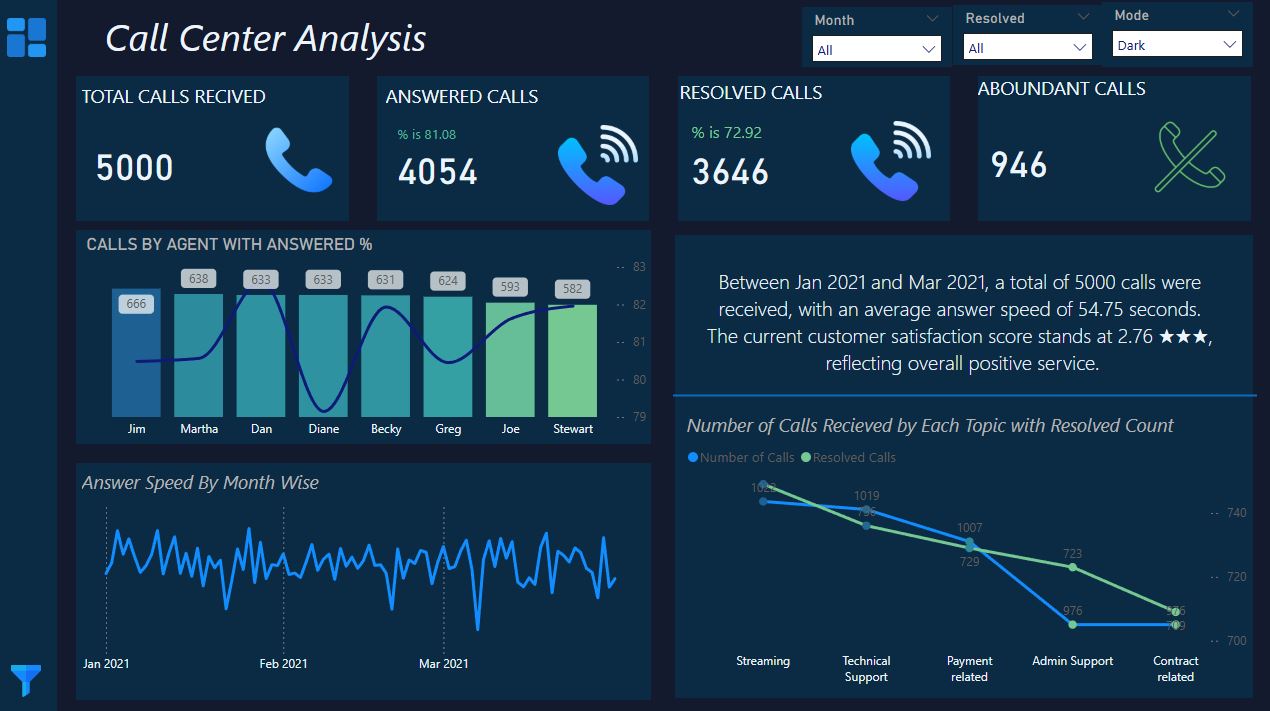 Call Center Analysis
Month
All
Resolved
All
Mode
Dark
TOTAL CALLS RECIVED
5000
ANSWERED CALLS
% is 81.08
4054
RESOLVED CALLS
% is 72.92
3646
ABOUNDANT CALLS
946
CALLS BY AGENT WITH ANSWERED %
666
638
633
633
631
624
593
582
83
82
81
80
79
Jim
Martha
Dan
Diane
Becky
Greg
Joe
Stewart
Between Jan 2021 and Mar 2021, a total of 5000 calls were
received, with an average answer speed of 54.75 seconds.
The current customer satisfaction score stands at 2.76 ★★★,
reflecting overall positive service.
Answer Speed By Month Wise
Jan 2021
Feb 2021
Mar 2021
Number of Calls Recieved by Each Topic with Resolved Count
Number of Calls
Resolved Calls
1019
1007
729
723
976
740
720
700
Streaming
Technical
Support
Payment
related
Admin Support
Contract
related